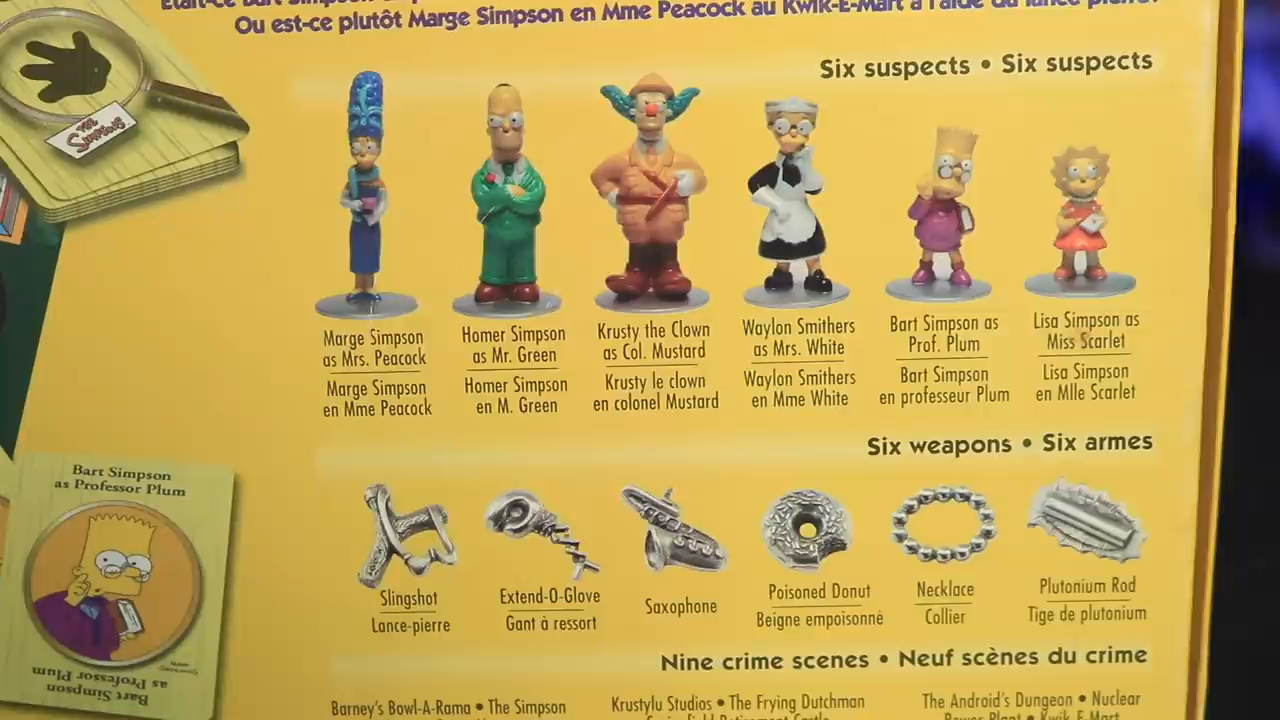 Ou est-ce plutôt Marge Simpson en Mme Peacock au Kwik-E-Mart à l'aide du lance-pierre?
THE Simpsons
Six suspects • Six suspects
Marge Simpson
as Mrs. Peacock
Marge Simpson
en Mme Peacock
Homer Simpson
as Mr. Green
Homer Simpson
en M. Green
Krusty the Clown
as Col. Mustard
Krusty le clown
en colonel Mustard
Waylon Smithers
as Mrs. White
Waylon Smithers
en Mme White
Bart Simpson as
Prof. Plum
Bart Simpson
en professeur Plum
Lisa Simpson as
Miss Scarlet
Lisa Simpson
en Mlle Scarlet
Six weapons • Six armes
Slingshot
Lance-pierre
Extend-O-Glove
Gant à ressort
Saxophone
Poisoned Donut
Beigne empoisonné
Necklace
Collier
Plutonium Rod
Tige de plutonium
Bart Simpson
as Professor Plum
Bart Simpson
as Professor
Plum
Nine crime scenes • Neuf scènes du crime
Barney's Bowl-A-Rama • The Simpson
Krustylu Studios • The Frying Dutchman
The Android's Dungeon • Nuclear
Power Plant • Kwik-E-Mart